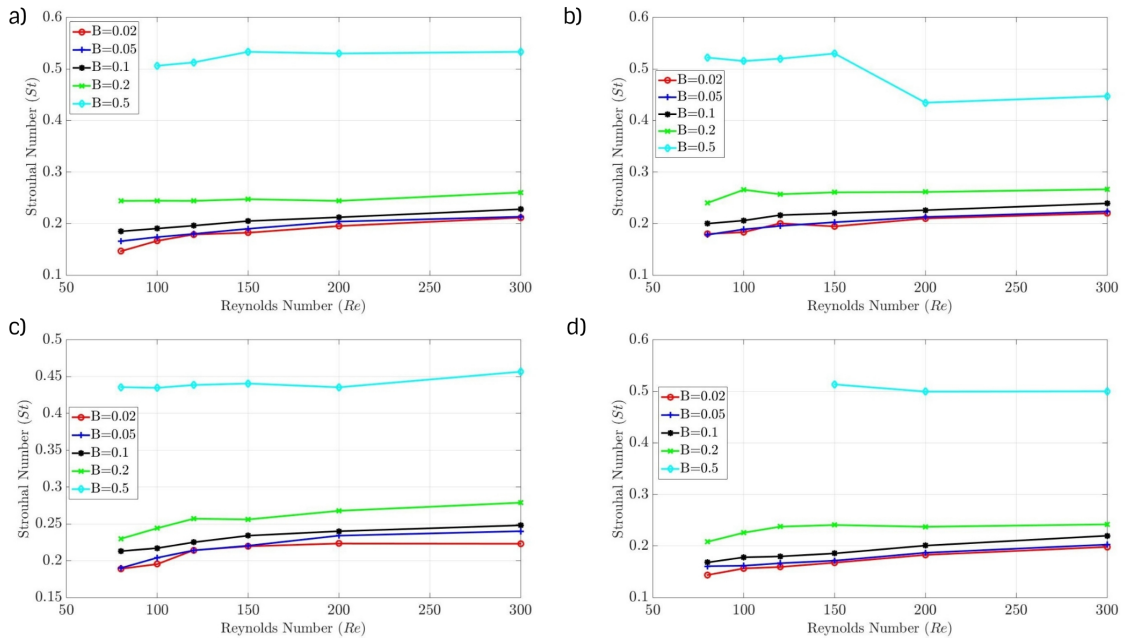 a)
0.6
0.5
0.4
0.3
0.2
0.1
Strouhal Number (St)
B=0.02
B=0.05
B=0.1
B=0.2
B=0.5
50 100 150 200 250 300
Reynolds Number (Re)
b)
0.6
0.5
0.4
0.3
0.2
0.1
Strouhal Number (St)
B=0.02
B=0.05
B=0.1
B=0.2
B=0.5
50 100 150 200 250 300
Reynolds Number (Re)
c)
0.5
0.45
0.4
0.35
0.3
0.25
0.2
0.15
Strouhal Number (St)
B=0.02
B=0.05
B=0.1
B=0.2
B=0.5
50 100 150 200 250 300
Reynolds Number (Re)
d)
0.6
0.5
0.4
0.3
0.2
0.1
Strouhal Number (St)
B=0.02
B=0.05
B=0.1
B=0.2
B=0.5
50 100 150 200 250 300
Reynolds Number (Re)